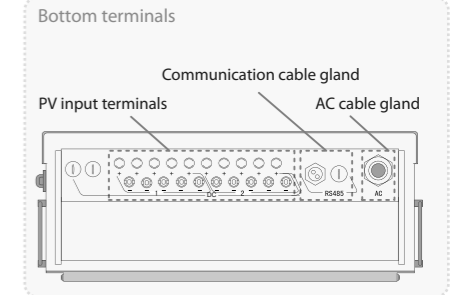 Bottom terminals
Communication cable gland
PV input terminals
AC cable gland
+ + + + + + + + + +
− − − − − − − − − −
1 DC 2
RS485
AC